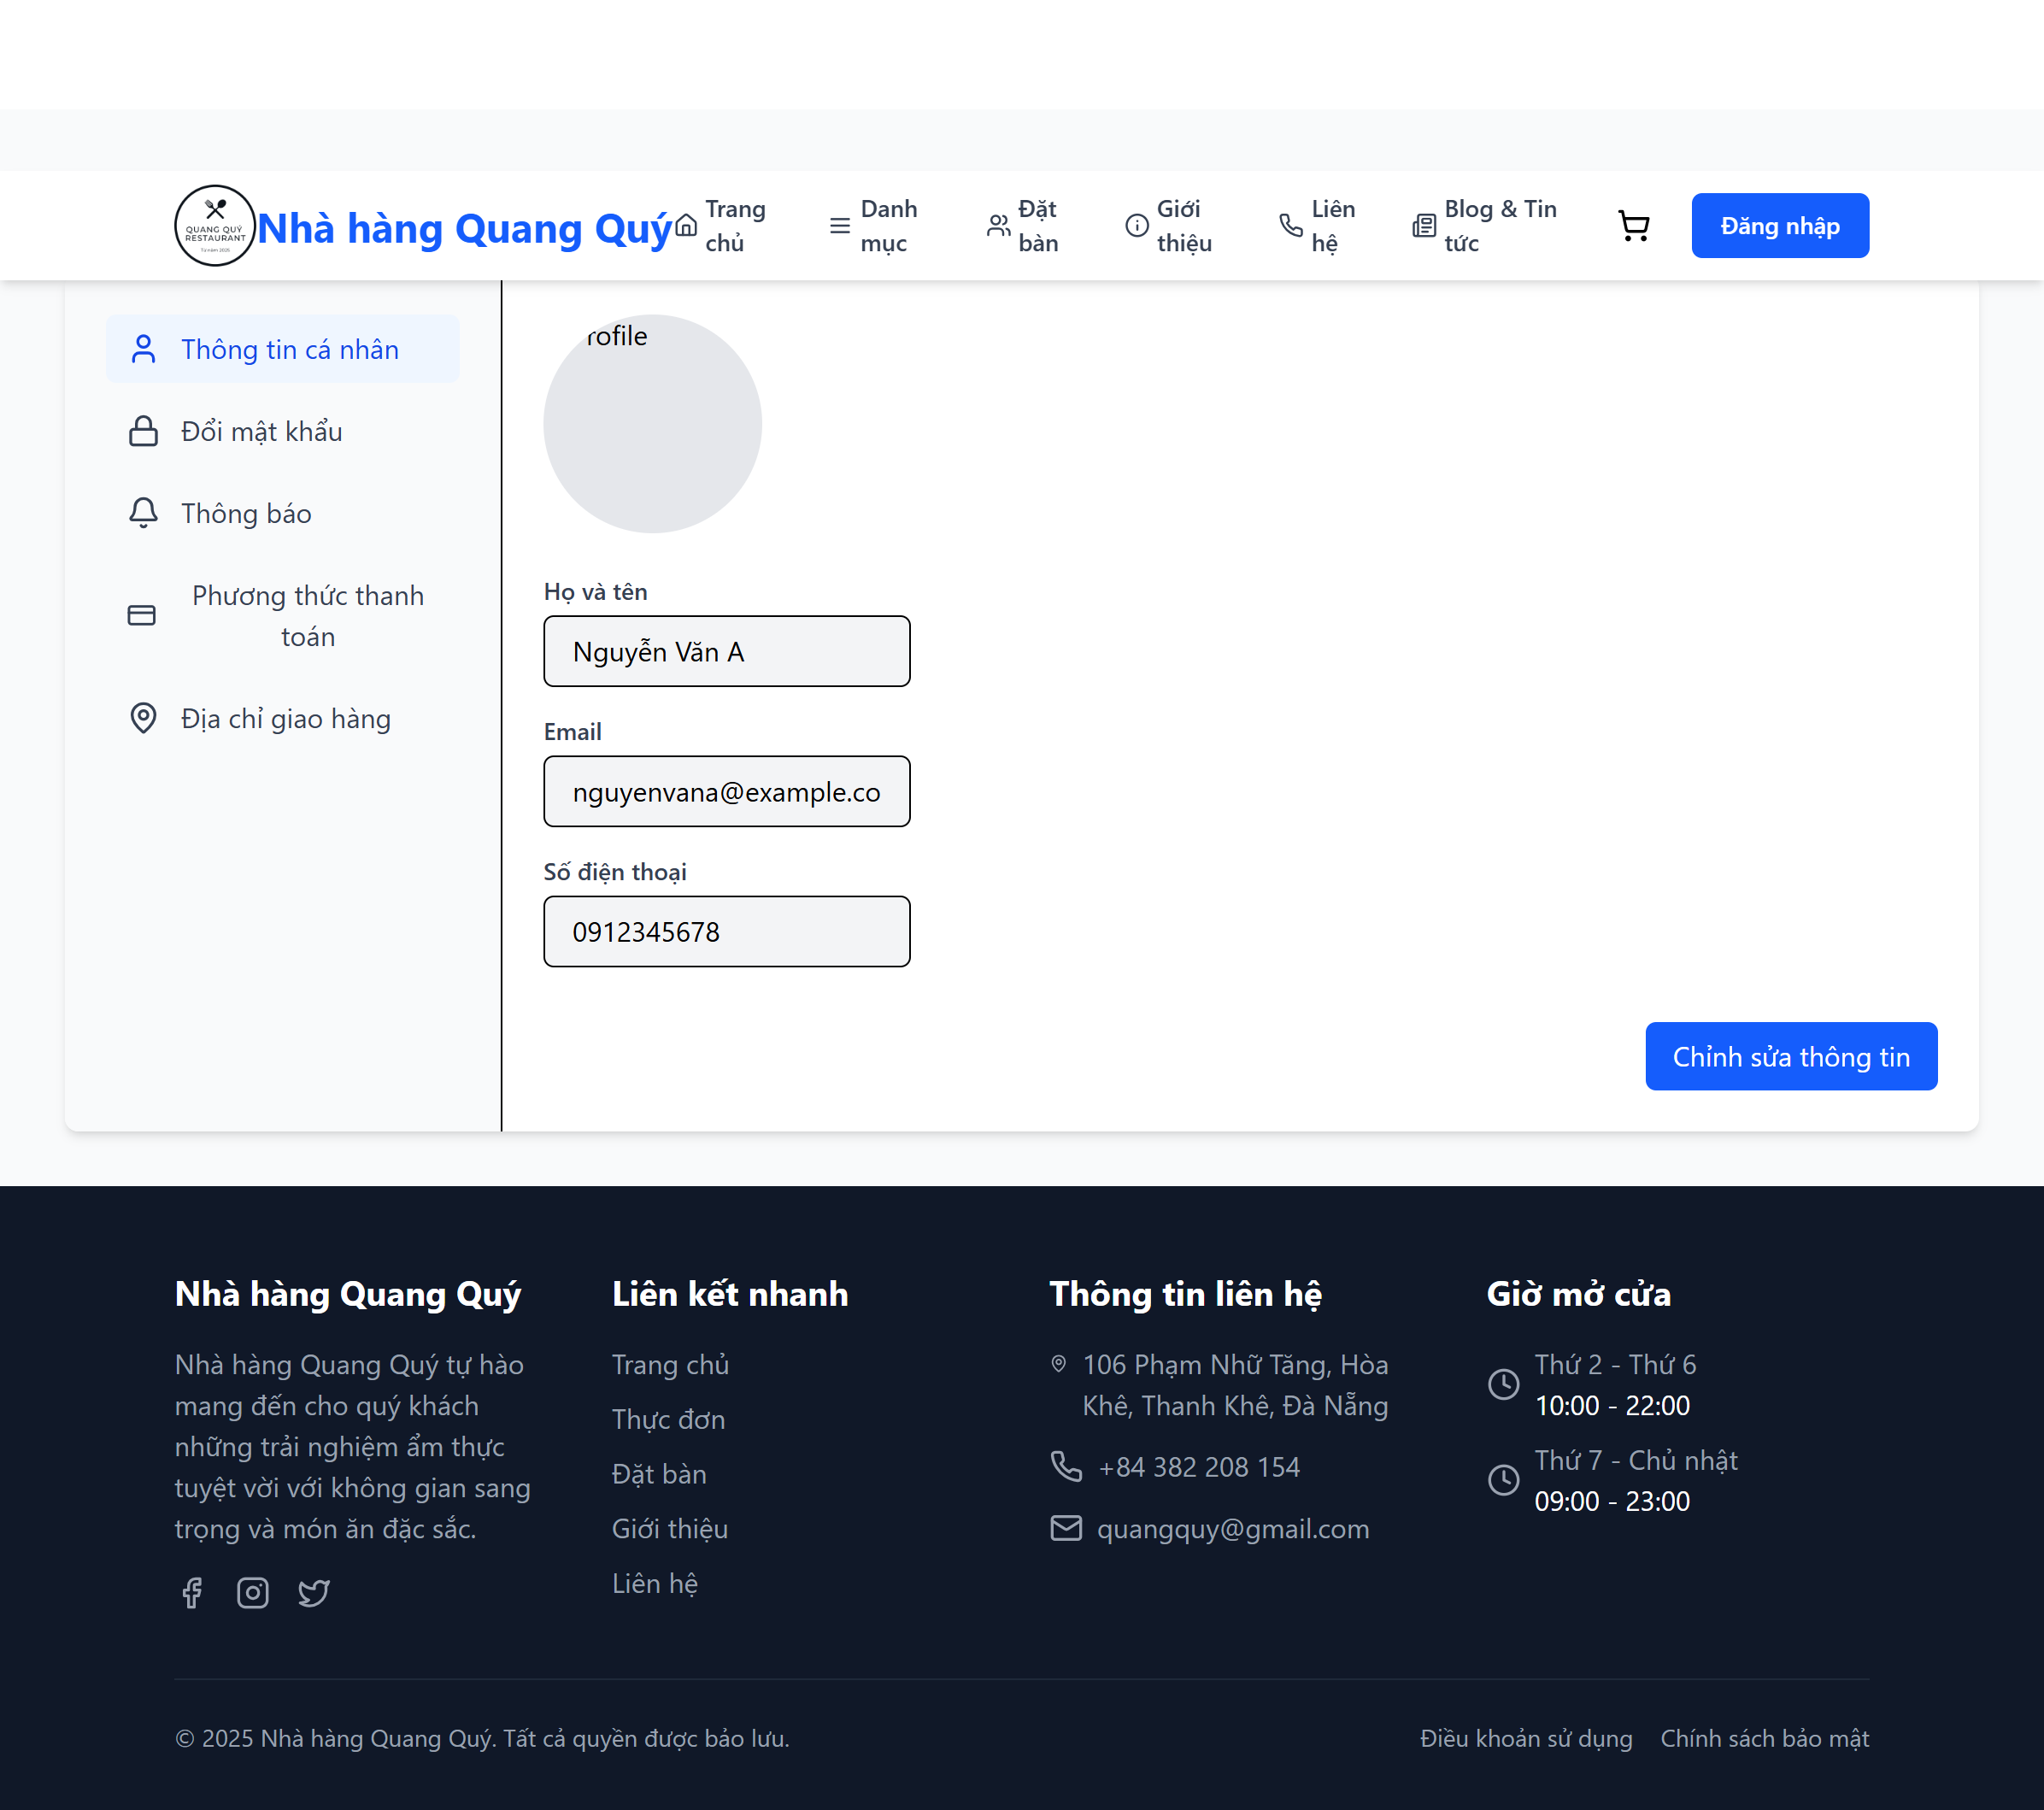 QUANG QUÝ
RESTAURANT
Từ năm 2025
Nhà hàng Quang Quý
Trang
chủ
Danh
mục
Đặt
bàn
Giới
thiệu
Liên
hệ
Blog & Tin
tức
Đăng nhập
Thông tin cá nhân
Đổi mật khẩu
Thông báo
Phương thức thanh
toán
Địa chỉ giao hàng
rofile
Họ và tên
Nguyễn Văn A
Email
nguyenvana@example.co
Số điện thoại
0912345678
Chỉnh sửa thông tin
Nhà hàng Quang Quý
Nhà hàng Quang Quý tự hào
mang đến cho quý khách
những trải nghiệm ẩm thực
tuyệt vời với không gian sang
trọng và món ăn đặc sắc.
Liên kết nhanh
Trang chủ
Thực đơn
Đặt bàn
Giới thiệu
Liên hệ
Thông tin liên hệ
106 Phạm Nhữ Tăng, Hòa
Khê, Thanh Khê, Đà Nẵng
+84 382 208 154
quangquy@gmail.com
Giờ mở cửa
Thứ 2 - Thứ 6
10:00 - 22:00
Thứ 7 - Chủ nhật
09:00 - 23:00
© 2025 Nhà hàng Quang Quý. Tất cả quyền được bảo lưu.
Điều khoản sử dụng
Chính sách bảo mật